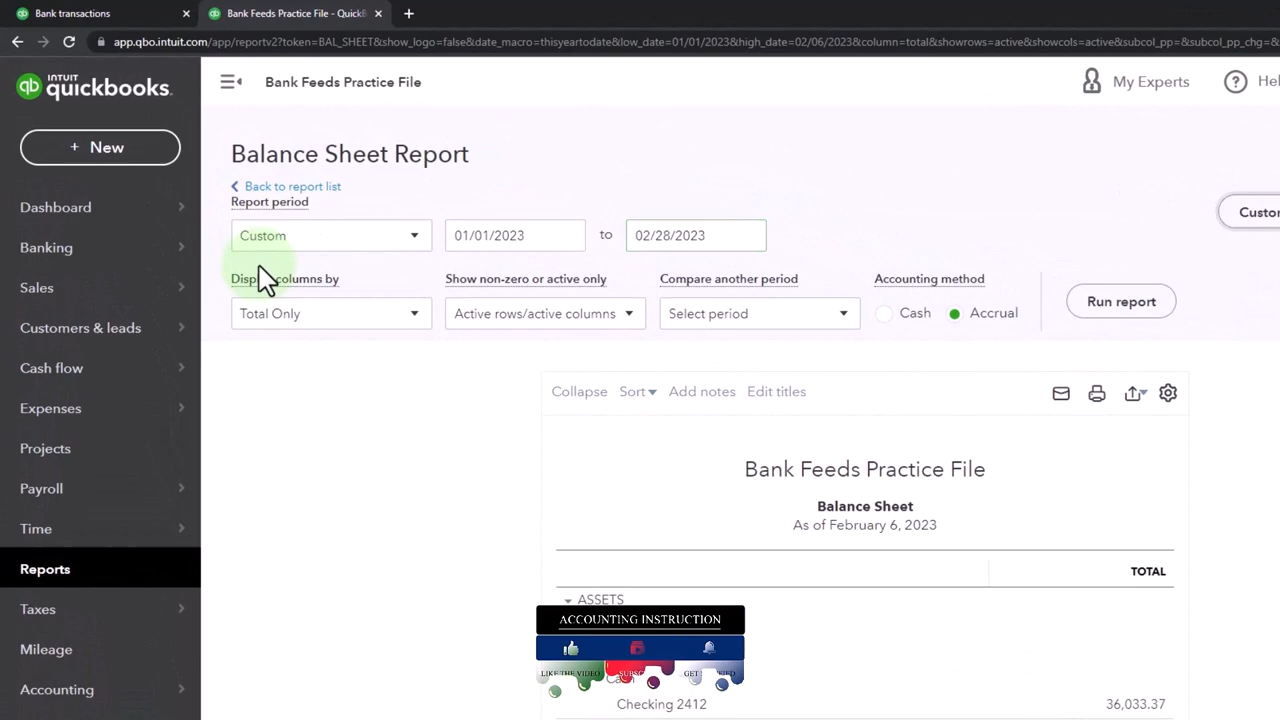 Bank transactions
Bank Feeds Practice File - QuickB
app.qbo.intuit.com/app/reportv2?token=BAL_SHEET&show_logo=false&date_macro=thisyeartodate&low_date=01/01/2023&high_date=02/06/2023&column=total&showrows=active&showcols=active&subcol_pp=&subcol_pp_chg=&
INTUIT
quickbooks.
Bank Feeds Practice File
My Experts
Hel
+ New
Balance Sheet Report
Back to report list
Report period
Custom
01/01/2023
to
02/28/2023
Custor
Display columns by
Show non-zero or active only
Compare another period
Accounting method
Total Only
Active rows/active columns
Select period
Cash
Accrual
Run report
Dashboard
Banking
Sales
Customers & leads
Cash flow
Expenses
Projects
Payroll
Time
Reports
Taxes
Mileage
Accounting
Collapse
Sort
Add notes
Edit titles
Bank Feeds Practice File
Balance Sheet
As of February 6, 2023
TOTAL
ASSETS
ACCOUNTING INSTRUCTION
LIKE THE VIDEO
Checking 2412
36,033.37